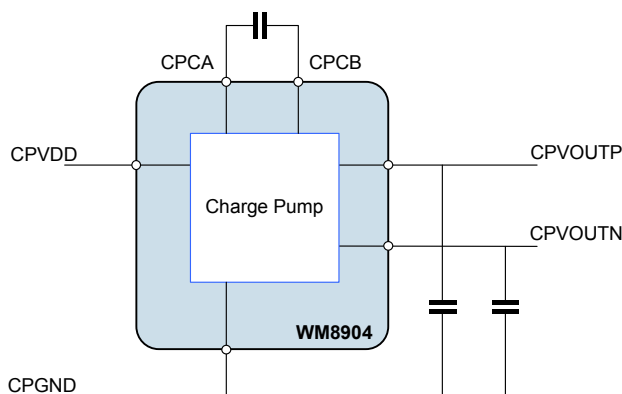 CPCA
CPCB
CPVDD
CPVOUTP
Charge Pump
CPVOUTN
WM8904
CPGND